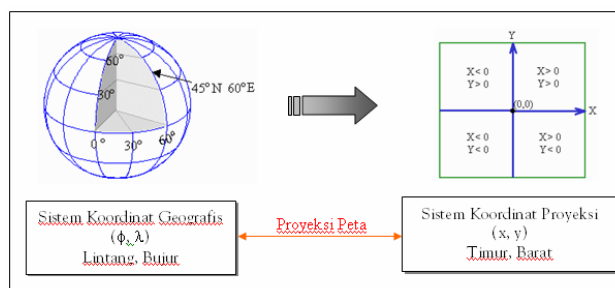 60°
30°
0°
30°
60°
45°N 60°E
Y
X< 0
Y> 0
X> 0
Y> 0
(0,0)
X
X< 0
Y< 0
X> 0
Y< 0
Sistem Koordinat Geografis
(ϕ, λ)
Lintang, Bujur
Proyeksi Peta
Sistem Koordinat Proyeksi
(x, y)
Timur, Barat